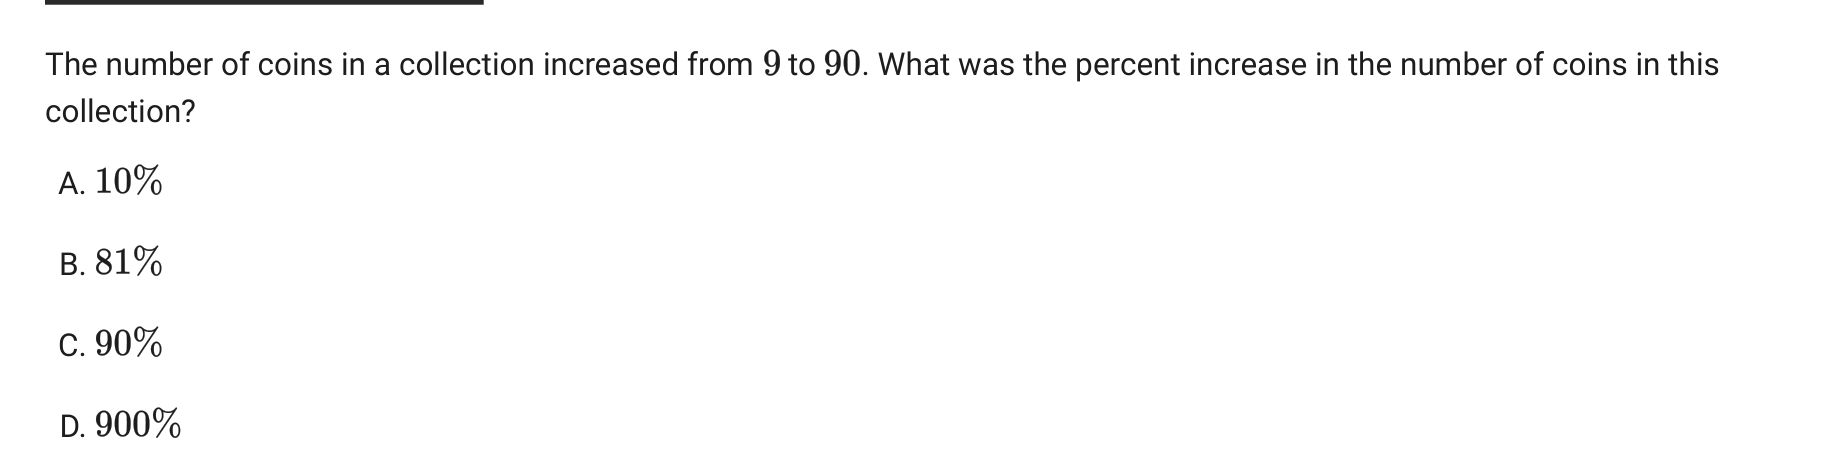 The number of coins in a collection increased from 9 to 90. What was the percent increase in the number of coins in this
collection?
A. 10%
B. 81%
C. 90%
D. 900%